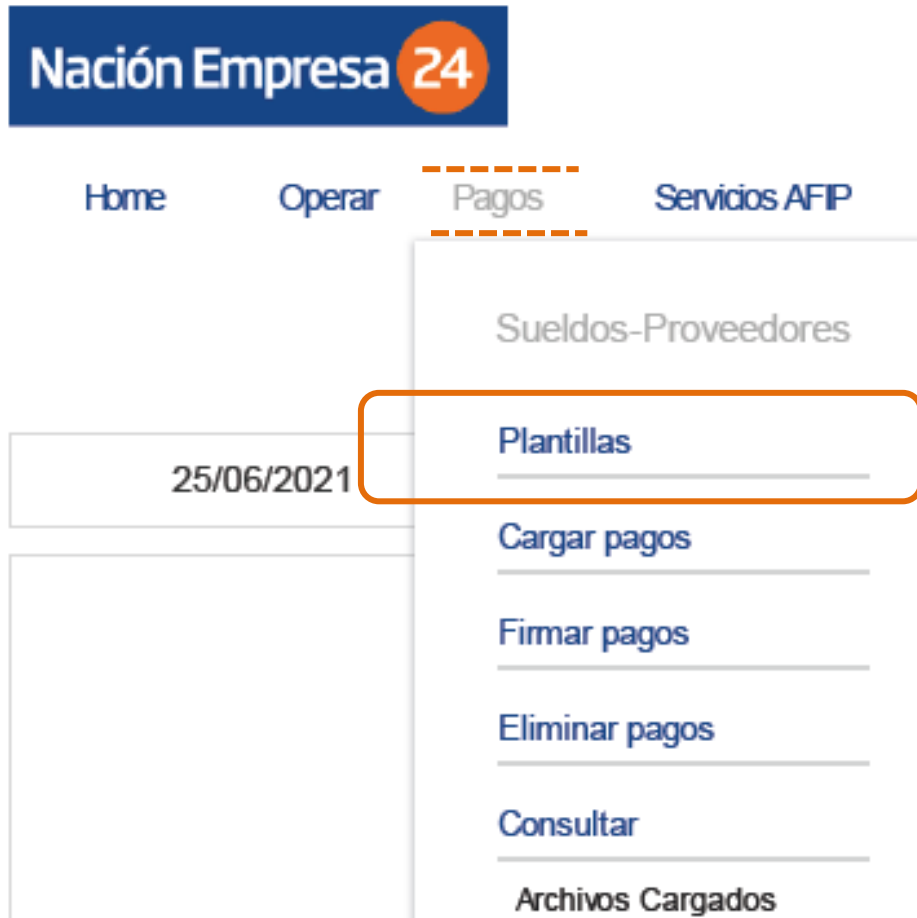 Nación Empresa 24
Home Operar Pagos Servicios AFIP
Sueldos-Proveedores
Plantillas
25/06/2021
Cargar pagos
Firmar pagos
Eliminar pagos
Consultar
Archivos Cargados